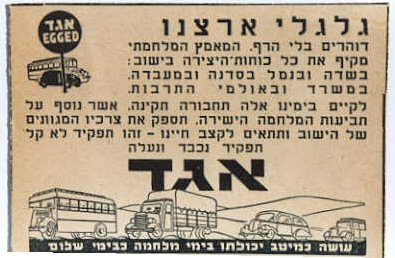 אגד
EGGED
גלגלי ארצנו
דוהרים בלי הרף. המאמץ המלחמתי
מקיף את כל כוחות-היצירה בישוב:
בשדה ובנמל בסדנה ובמעבדה.
במשרד ובאולמי התרבות.
לקיים בימינו אלה תחבורה תקינה. אשר נוסף על
תביעות המלחמה הישירה. תספק את צרכיו המגוונים
של הישוב ותתאים לקצב חיינו - זהו תפקיד לא קל
תפקיד נכבד ונעלה
אגד
עושה כמיטב יכולתו בימי מלחמה כבימי שלום